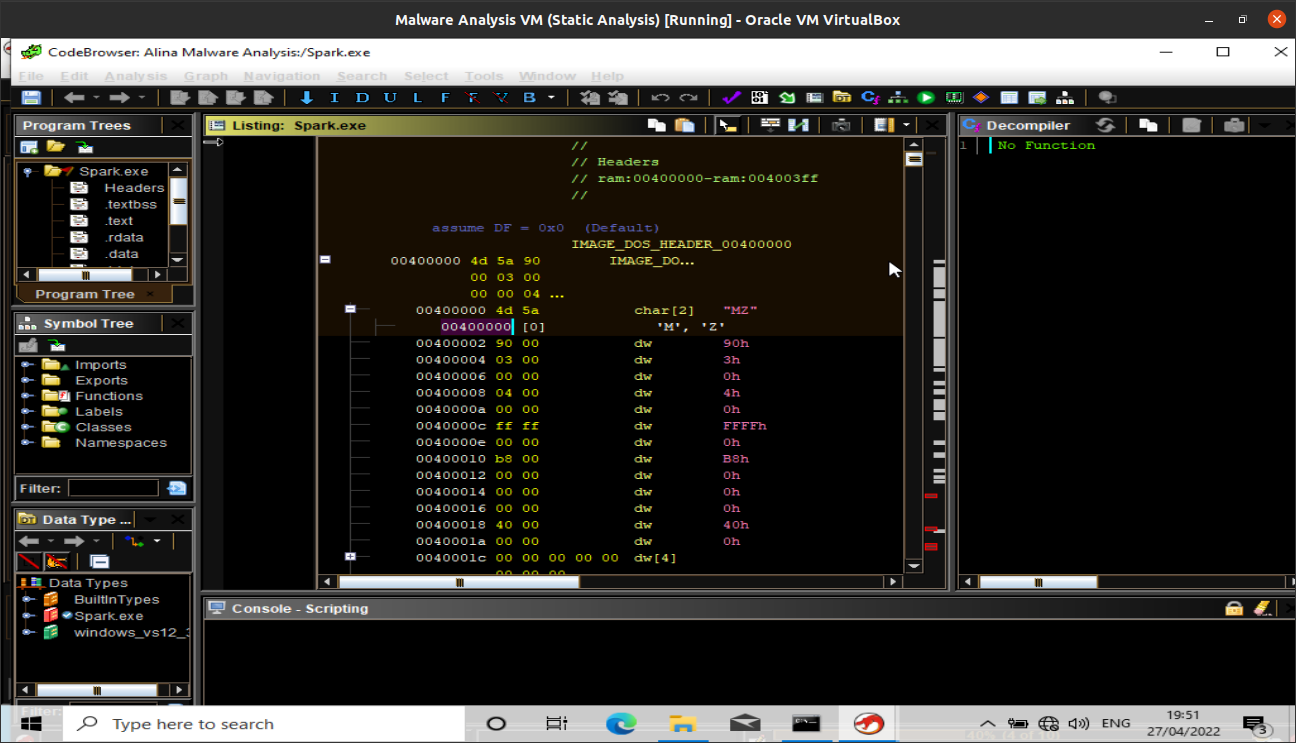 Malware Analysis VM (Static Analysis) [Running] - Oracle VM VirtualBox
CodeBrowser: Alina Malware Analysis:/Spark.exe
File Edit Analysis Graph Navigation Search Select Tools Window Help
I D U L F V B
Program Trees
Spark.exe
Headers
.textbss
.text
.rdata
.data
Program Tree
Symbol Tree
Imports
Exports
Functions
Labels
Classes
Namespaces
Filter:
Data Type ...
Data Types
BuiltInTypes
Spark.exe
windows_vs12_3
Filter:
Listing: Spark.exe
//
// Headers
// ram:00400000-ram:004003ff
//
assume DF = 0x0 (Default)
IMAGE_DOS_HEADER_00400000
00400000 4d 5a 90 IMAGE_DO...
00 03 00
00 00 04 ...
00400000 4d 5a char[2] "MZ"
00400000 [0] 'M', 'Z'
00400002 90 00 dw 90h
00400004 03 00 dw 3h
00400006 00 00 dw 0h
00400008 04 00 dw 4h
0040000a 00 00 dw 0h
0040000c ff ff dw FFFFh
0040000e 00 00 dw 0h
00400010 b8 00 dw B8h
00400012 00 00 dw 0h
00400014 00 00 dw 0h
00400016 00 00 dw 0h
00400018 40 00 dw 40h
0040001a 00 00 dw 0h
0040001c 00 00 00 00 00 dw[4]
00 00 00
Decompiler
1 No Function
Console - Scripting
Type here to search
ENG
19:51
27/04/2022
3